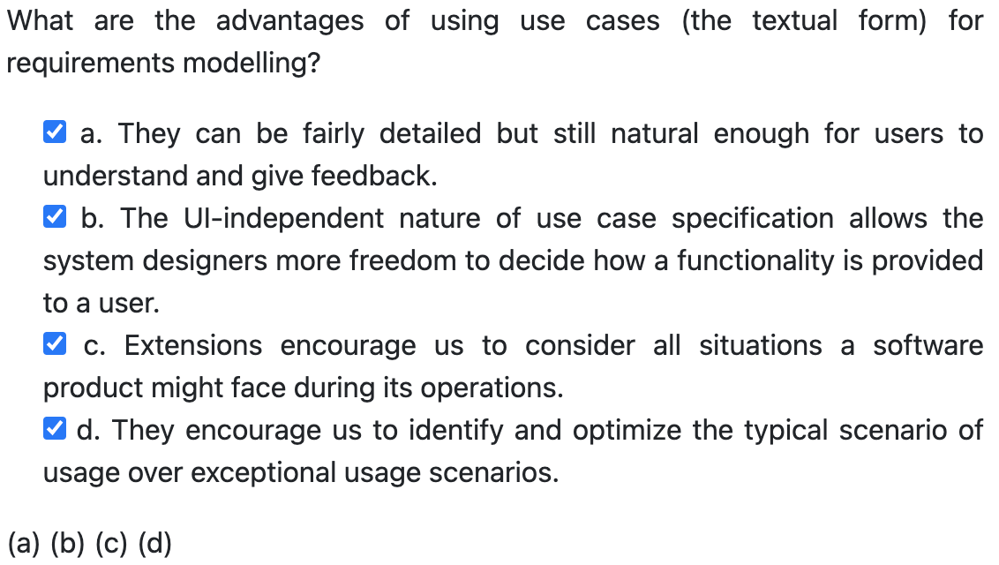 What are the advantages of using use cases (the textual form) for
requirements modelling?
a. They can be fairly detailed but still natural enough for users to
understand and give feedback.
b. The UI-independent nature of use case specification allows the
system designers more freedom to decide how a functionality is provided
to a user.
c. Extensions encourage us to consider all situations a software
product might face during its operations.
d. They encourage us to identify and optimize the typical scenario of
usage over exceptional usage scenarios.
(a) (b) (c) (d)